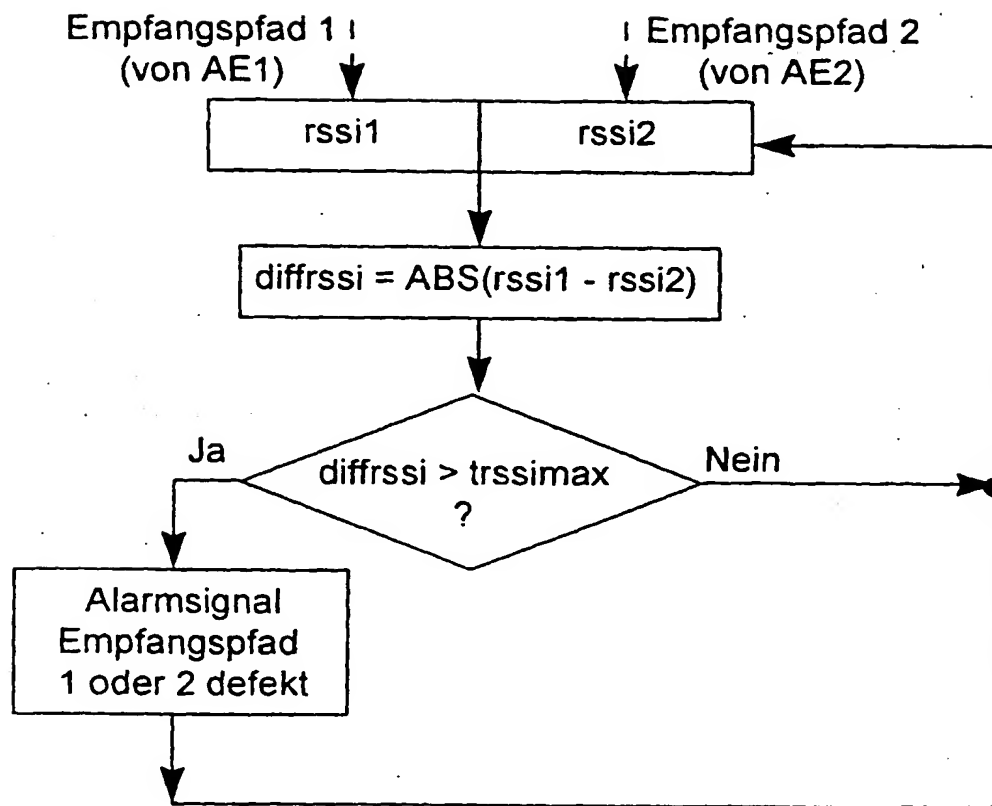 Empfangspfad 1
(von AE1)
Empfangspfad 2
(von AE2)
rssi1
rssi2
diffrssi = ABS(rssi1 - rssi2)
Ja
diffrssi > trssimax
?
Nein
Alarmsignal
Empfangspfad
1 oder 2 defekt